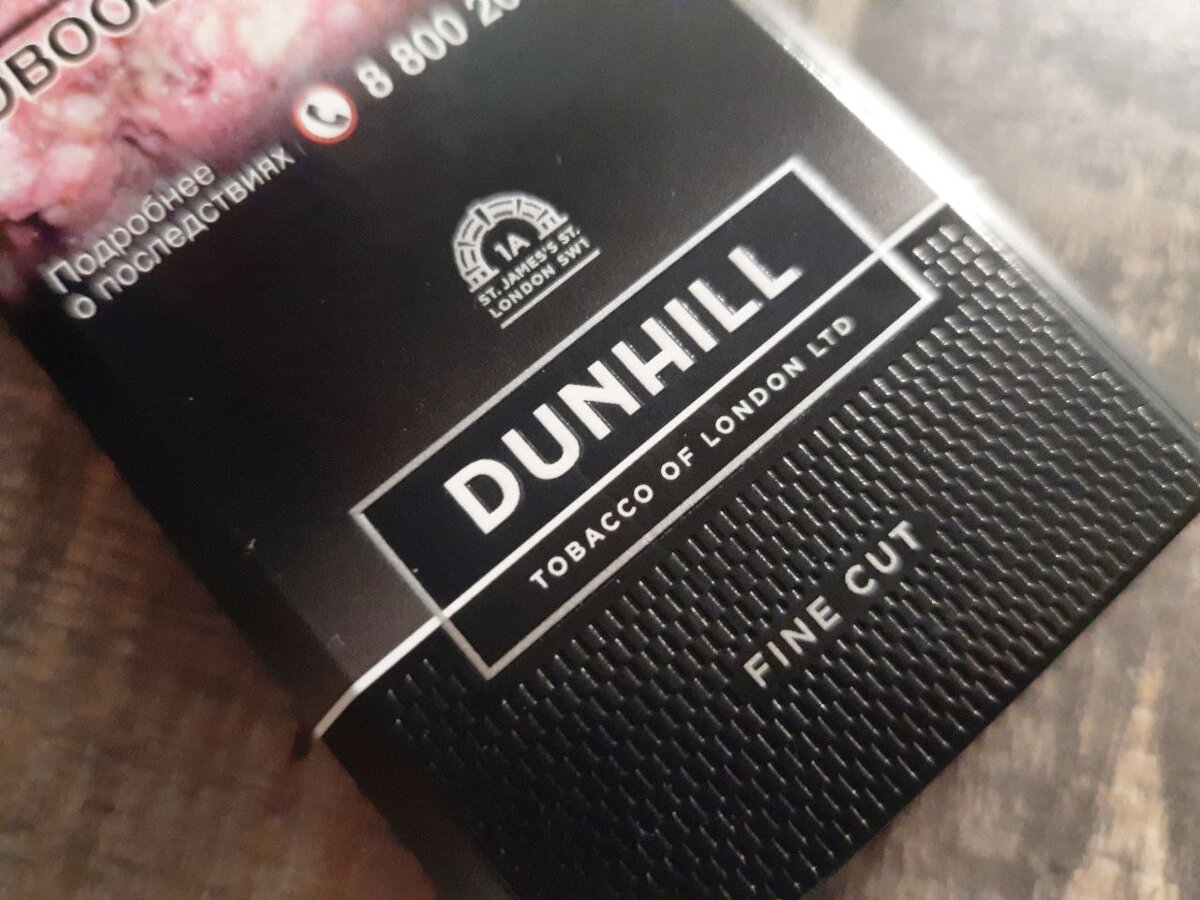 Подробнее
о последствиях
8 800 20
1A
ST. JAMES'S ST.
LONDON SW1
DUNHILL
TOBACCO OF LONDON LTD
FINE CUT